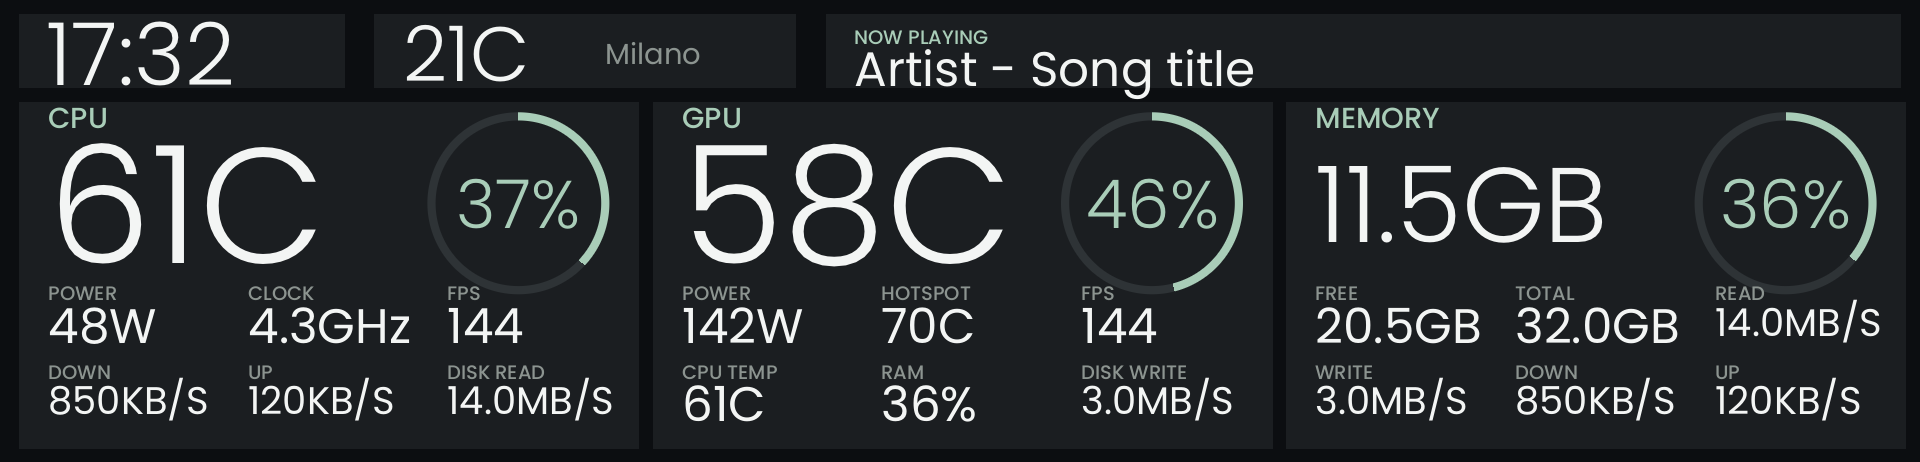 17:32
21C
Milano
NOW PLAYING
Artist - Song title
CPU
61C
37%
POWER
48W
CLOCK
4.3GHz
FPS
144
DOWN
850KB/S
UP
120KB/S
DISK READ
14.0MB/S
GPU
58C
46%
POWER
142W
HOTSPOT
70C
FPS
144
CPU TEMP
61C
RAM
36%
DISK WRITE
3.0MB/S
MEMORY
11.5GB
36%
FREE
20.5GB
TOTAL
32.0GB
READ
14.0MB/S
WRITE
3.0MB/S
DOWN
850KB/S
UP
120KB/S